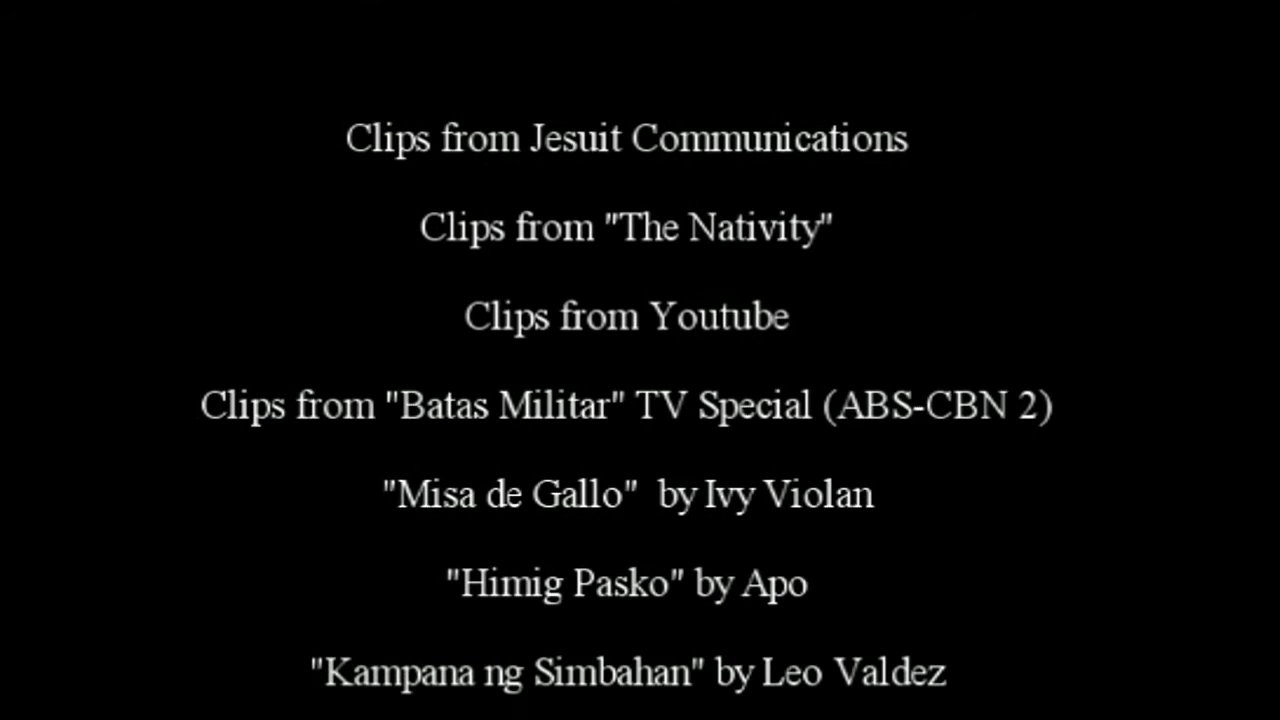 Clips from Jesuit Communications
Clips from "The Nativity"
Clips from Youtube
Clips from "Batas Militar" TV Special (ABS-CBN 2)
"Misa de Gallo"  by Ivy Violan
"Himig Pasko" by Apo
"Kampana ng Simbahan" by Leo Valdez